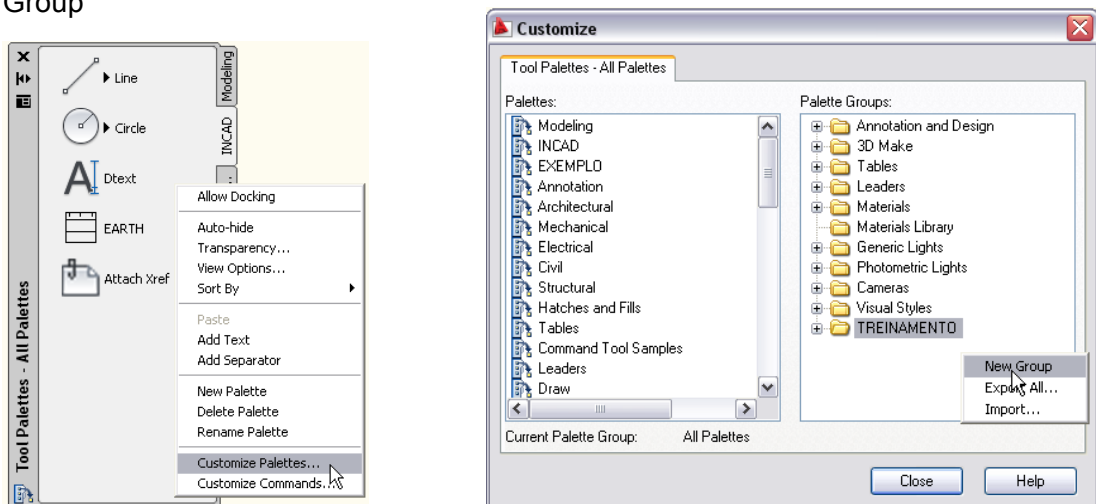 Group
Line
Circle
Dtext
EARTH
Attach Xref
Modeling
INCAD
Tool Palettes - All Palettes
Allow Docking
Auto-hide
Transparency...
View Options...
Sort By
Paste
Add Text
Add Separator
New Palette
Delete Palette
Rename Palette
Customize Palettes...
Customize Commands...
Customize
Tool Palettes - All Palettes
Palettes:
Modeling
INCAD
EXEMPLO
Annotation
Architectural
Mechanical
Electrical
Civil
Structural
Hatches and Fills
Tables
Command Tool Samples
Leaders
Draw
Palette Groups:
Annotation and Design
3D Make
Tables
Leaders
Materials
Materials Library
Generic Lights
Photometric Lights
Cameras
Visual Styles
TREINAMENTO
New Group
Export All...
Import...
Current Palette Group: All Palettes
Close
Help